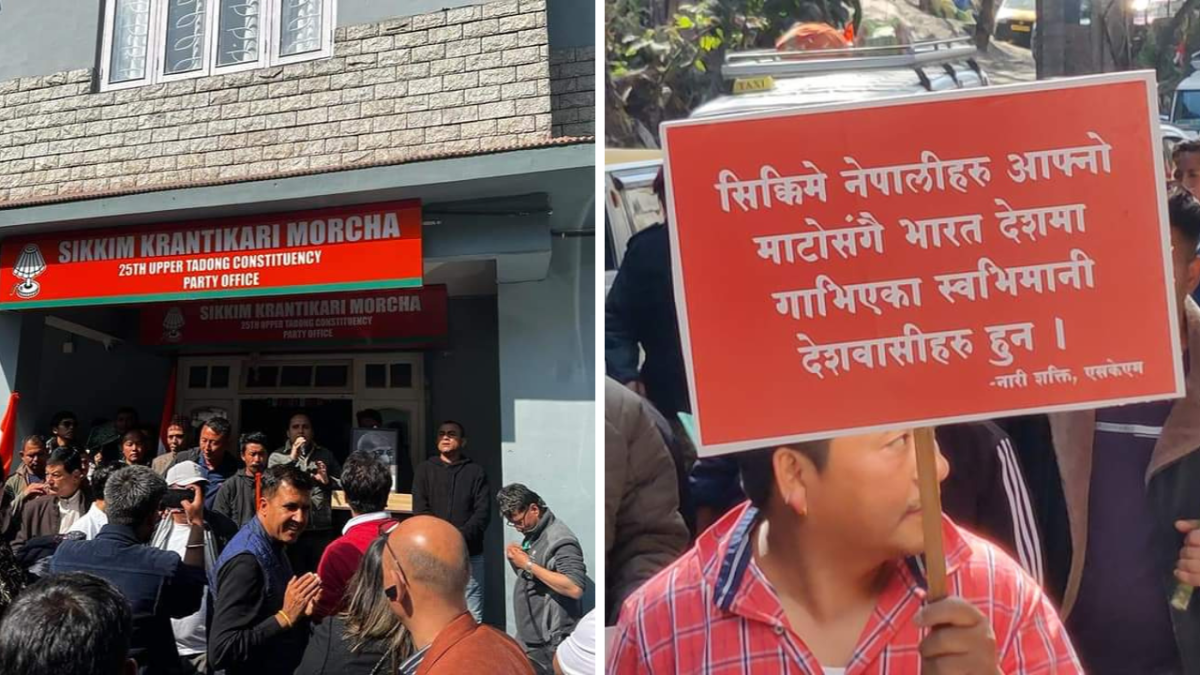 SIKKIM KRANTIKARI MORCHA
25TH UPPER TADONG CONSTITUENCY
PARTY OFFICE
SIKKIM KRANTIKARI MORCHA
25TH UPPER TADONG CONSTITUENCY
PARTY OFFICE
TAXI
सिक्किमे नेपालीहरु आफ्नो
माटोसंगै भारत देशमा
गाभिएका स्वभिमानी
देशवासीहरु हुन ।
-नारी शक्ति, एसकेएम